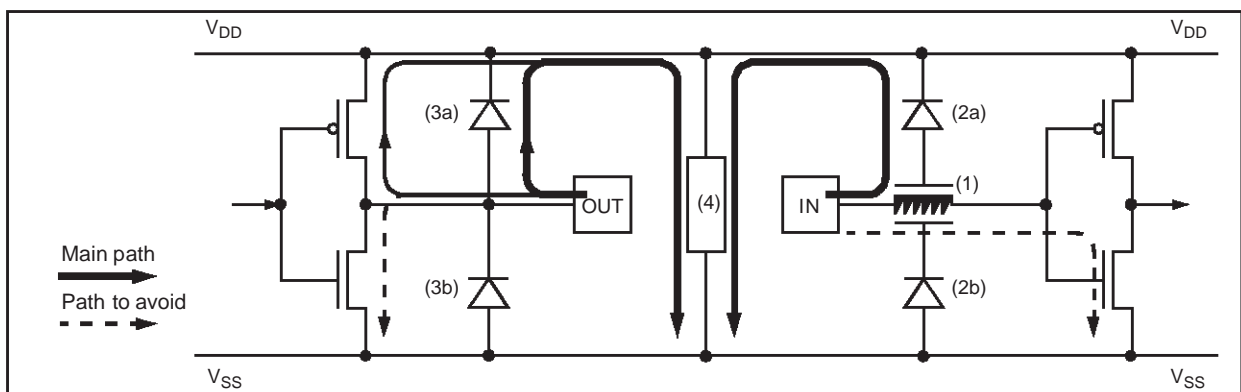 VDD VDD
(3a) (2a)
(1)
OUT (4) IN
Main path
(3b) (2b)
Path to avoid
VSS VSS